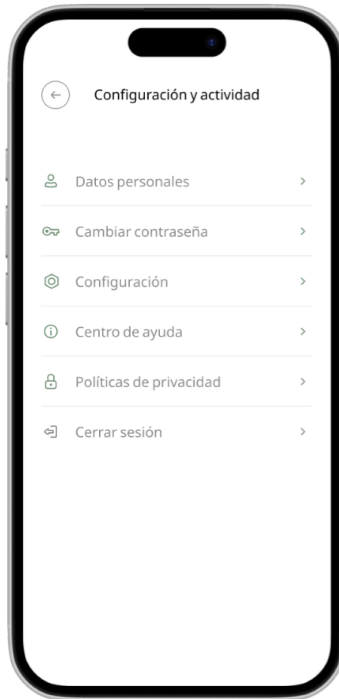 Configuración y actividad
Datos personales
Cambiar contraseña
Configuración
Centro de ayuda
Políticas de privacidad
Cerrar sesión